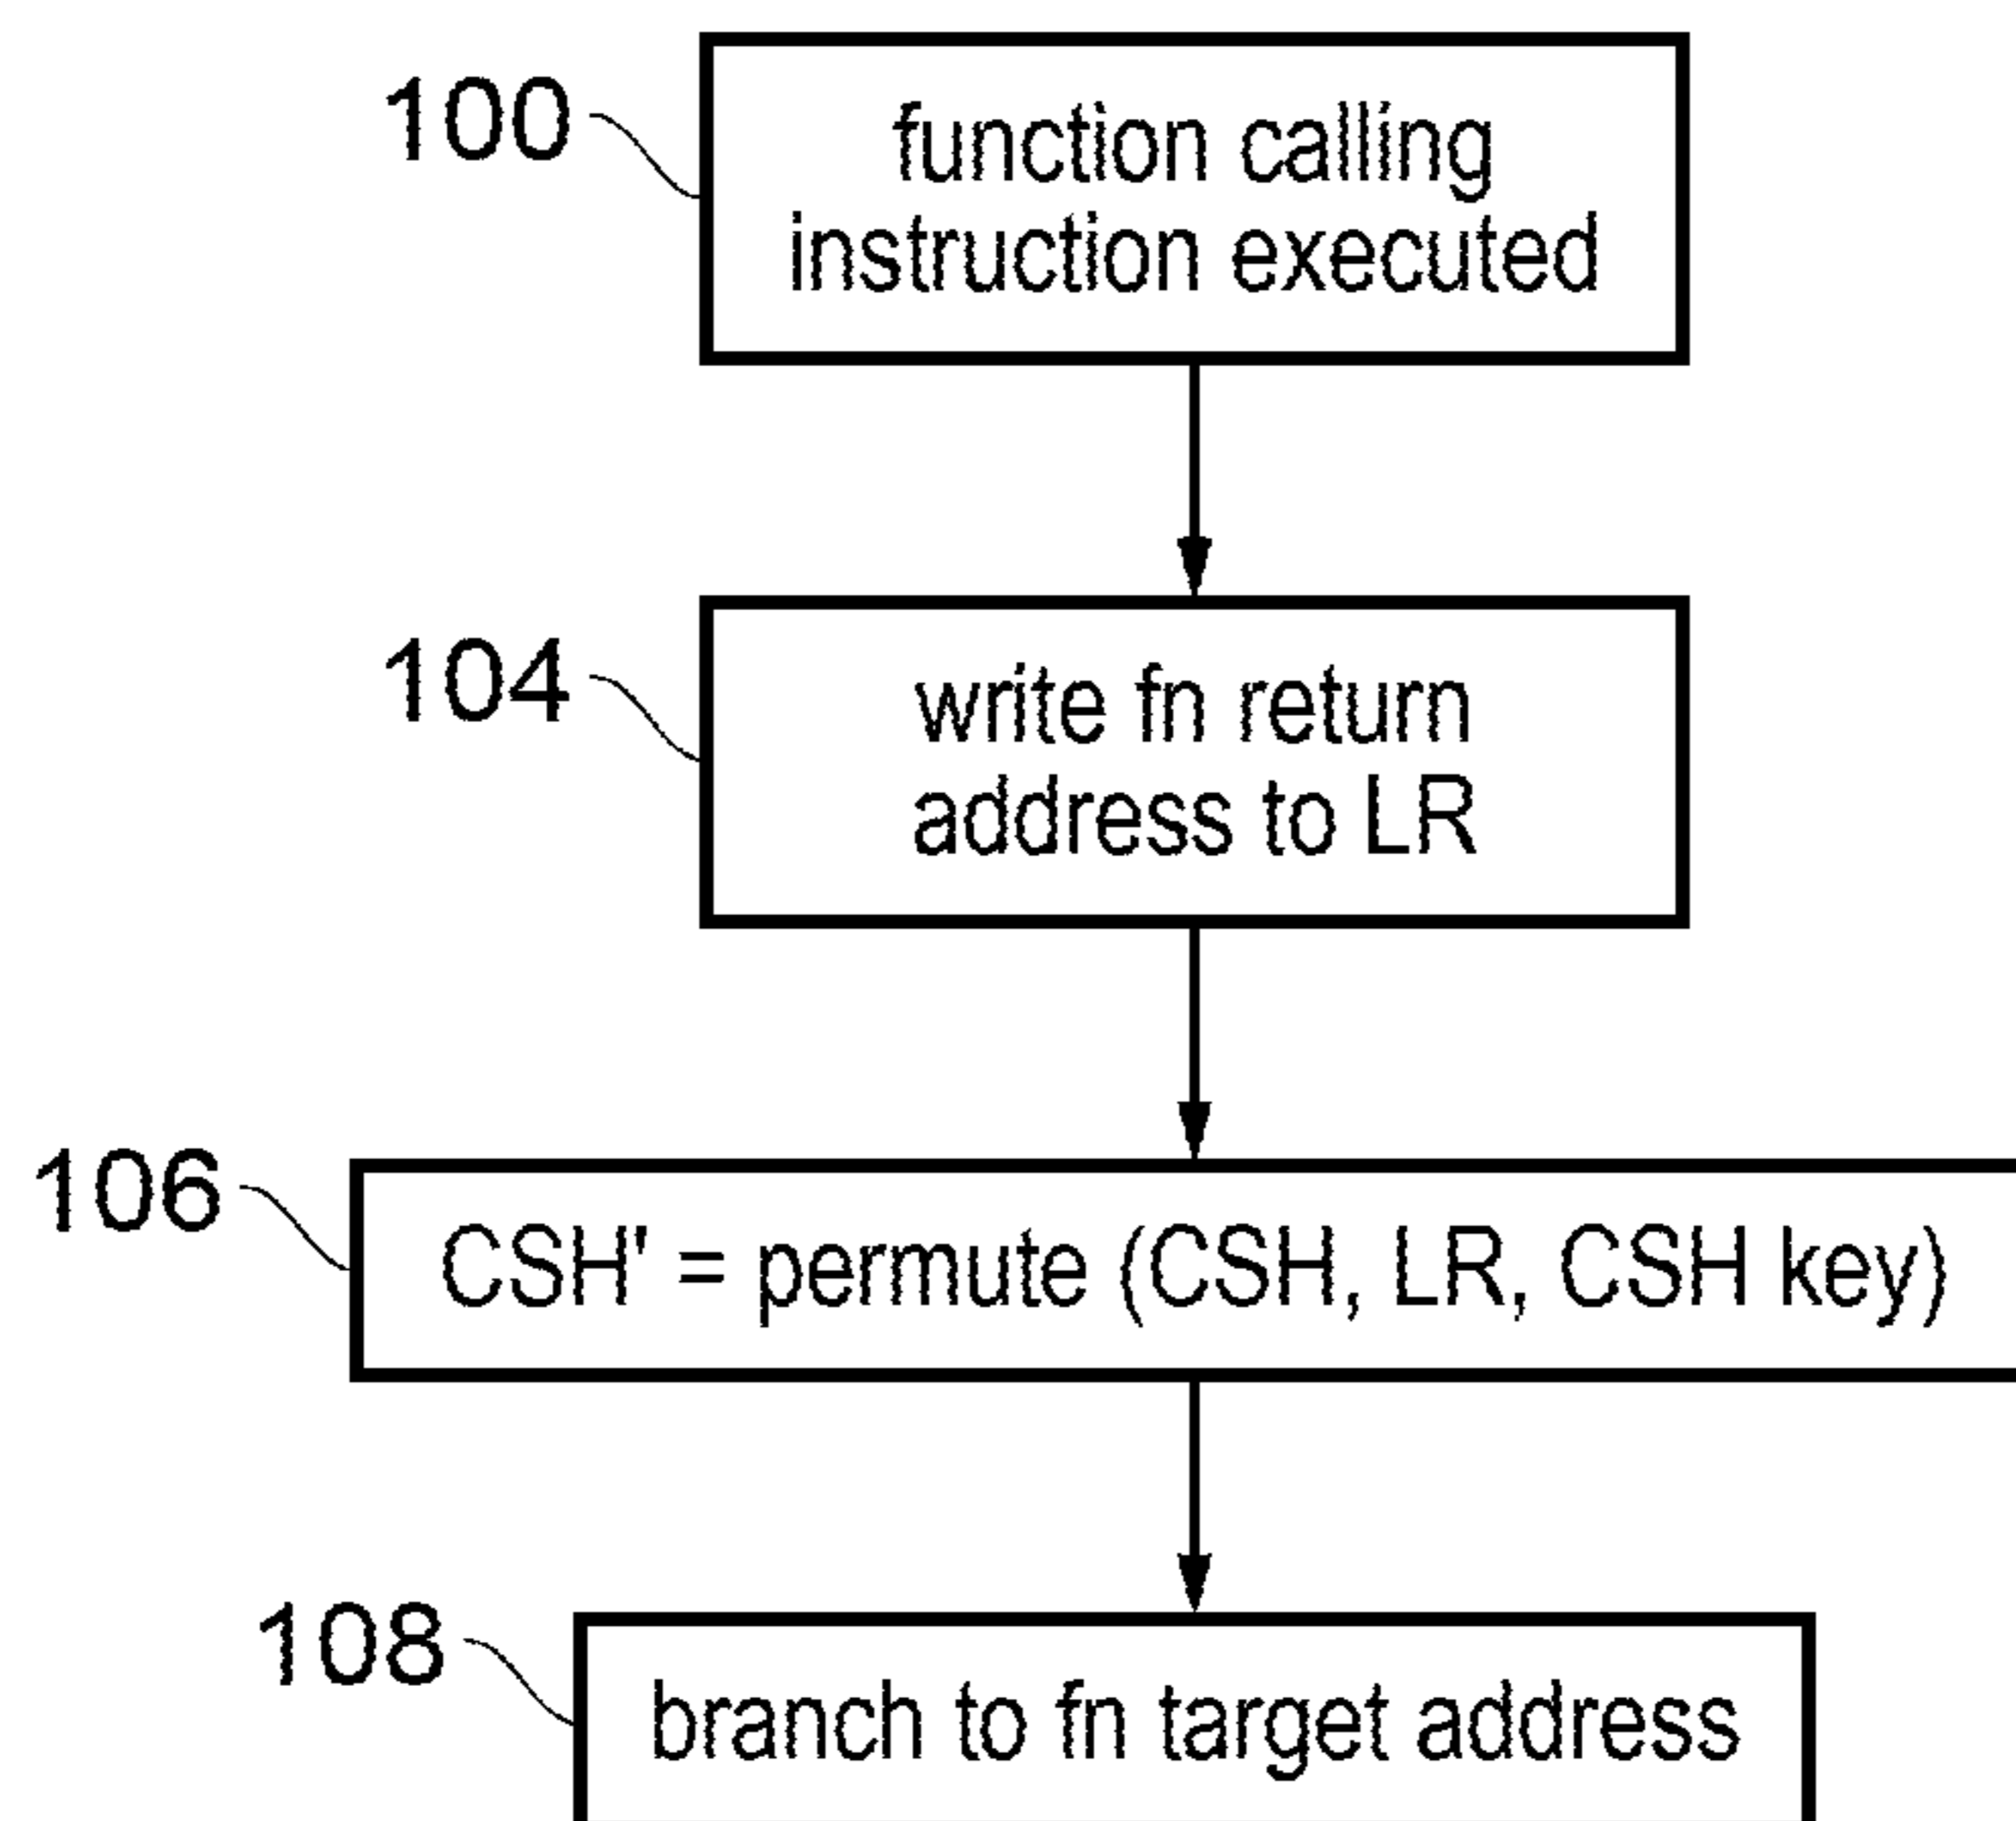 100
function calling
instruction executed
104
write fn return
address to LR
106
CSH' = permute (CSH, LR, CSH key)
108
branch to fn target address